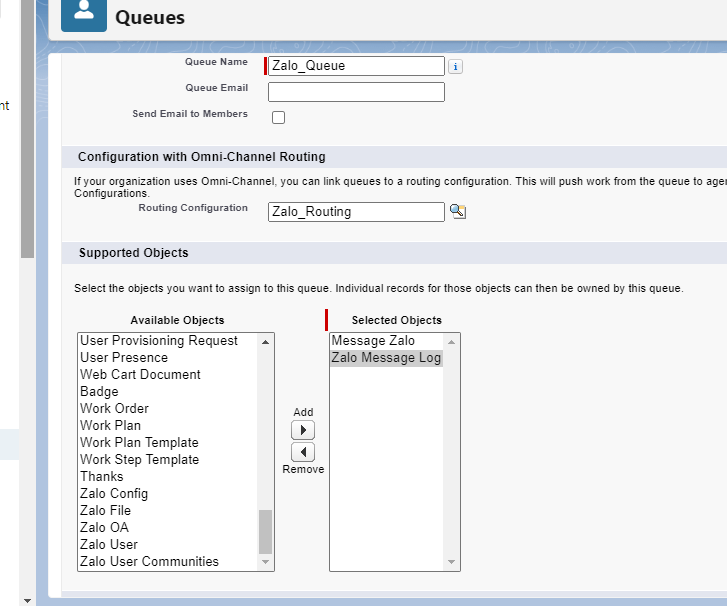 Queues
nt
Queue Name
Zalo_Queue
i
Queue Email
Send Email to Members
Configuration with Omni-Channel Routing
If your organization uses Omni-Channel, you can link queues to a routing configuration. This will push work from the queue to
Configurations.
Routing Configuration
Zalo_Routing
Supported Objects
Select the objects you want to assign to this queue. Individual records for those objects can then be owned by this queue.
Available Objects
User Provisioning Request
User Presence
Web Cart Document
Badge
Work Order
Work Plan
Work Plan Template
Work Step Template
Thanks
Zalo Config
Zalo File
Zalo OA
Zalo User
Zalo User Communities
Add
Remove
Selected Objects
Message Zalo
Zalo Message Log